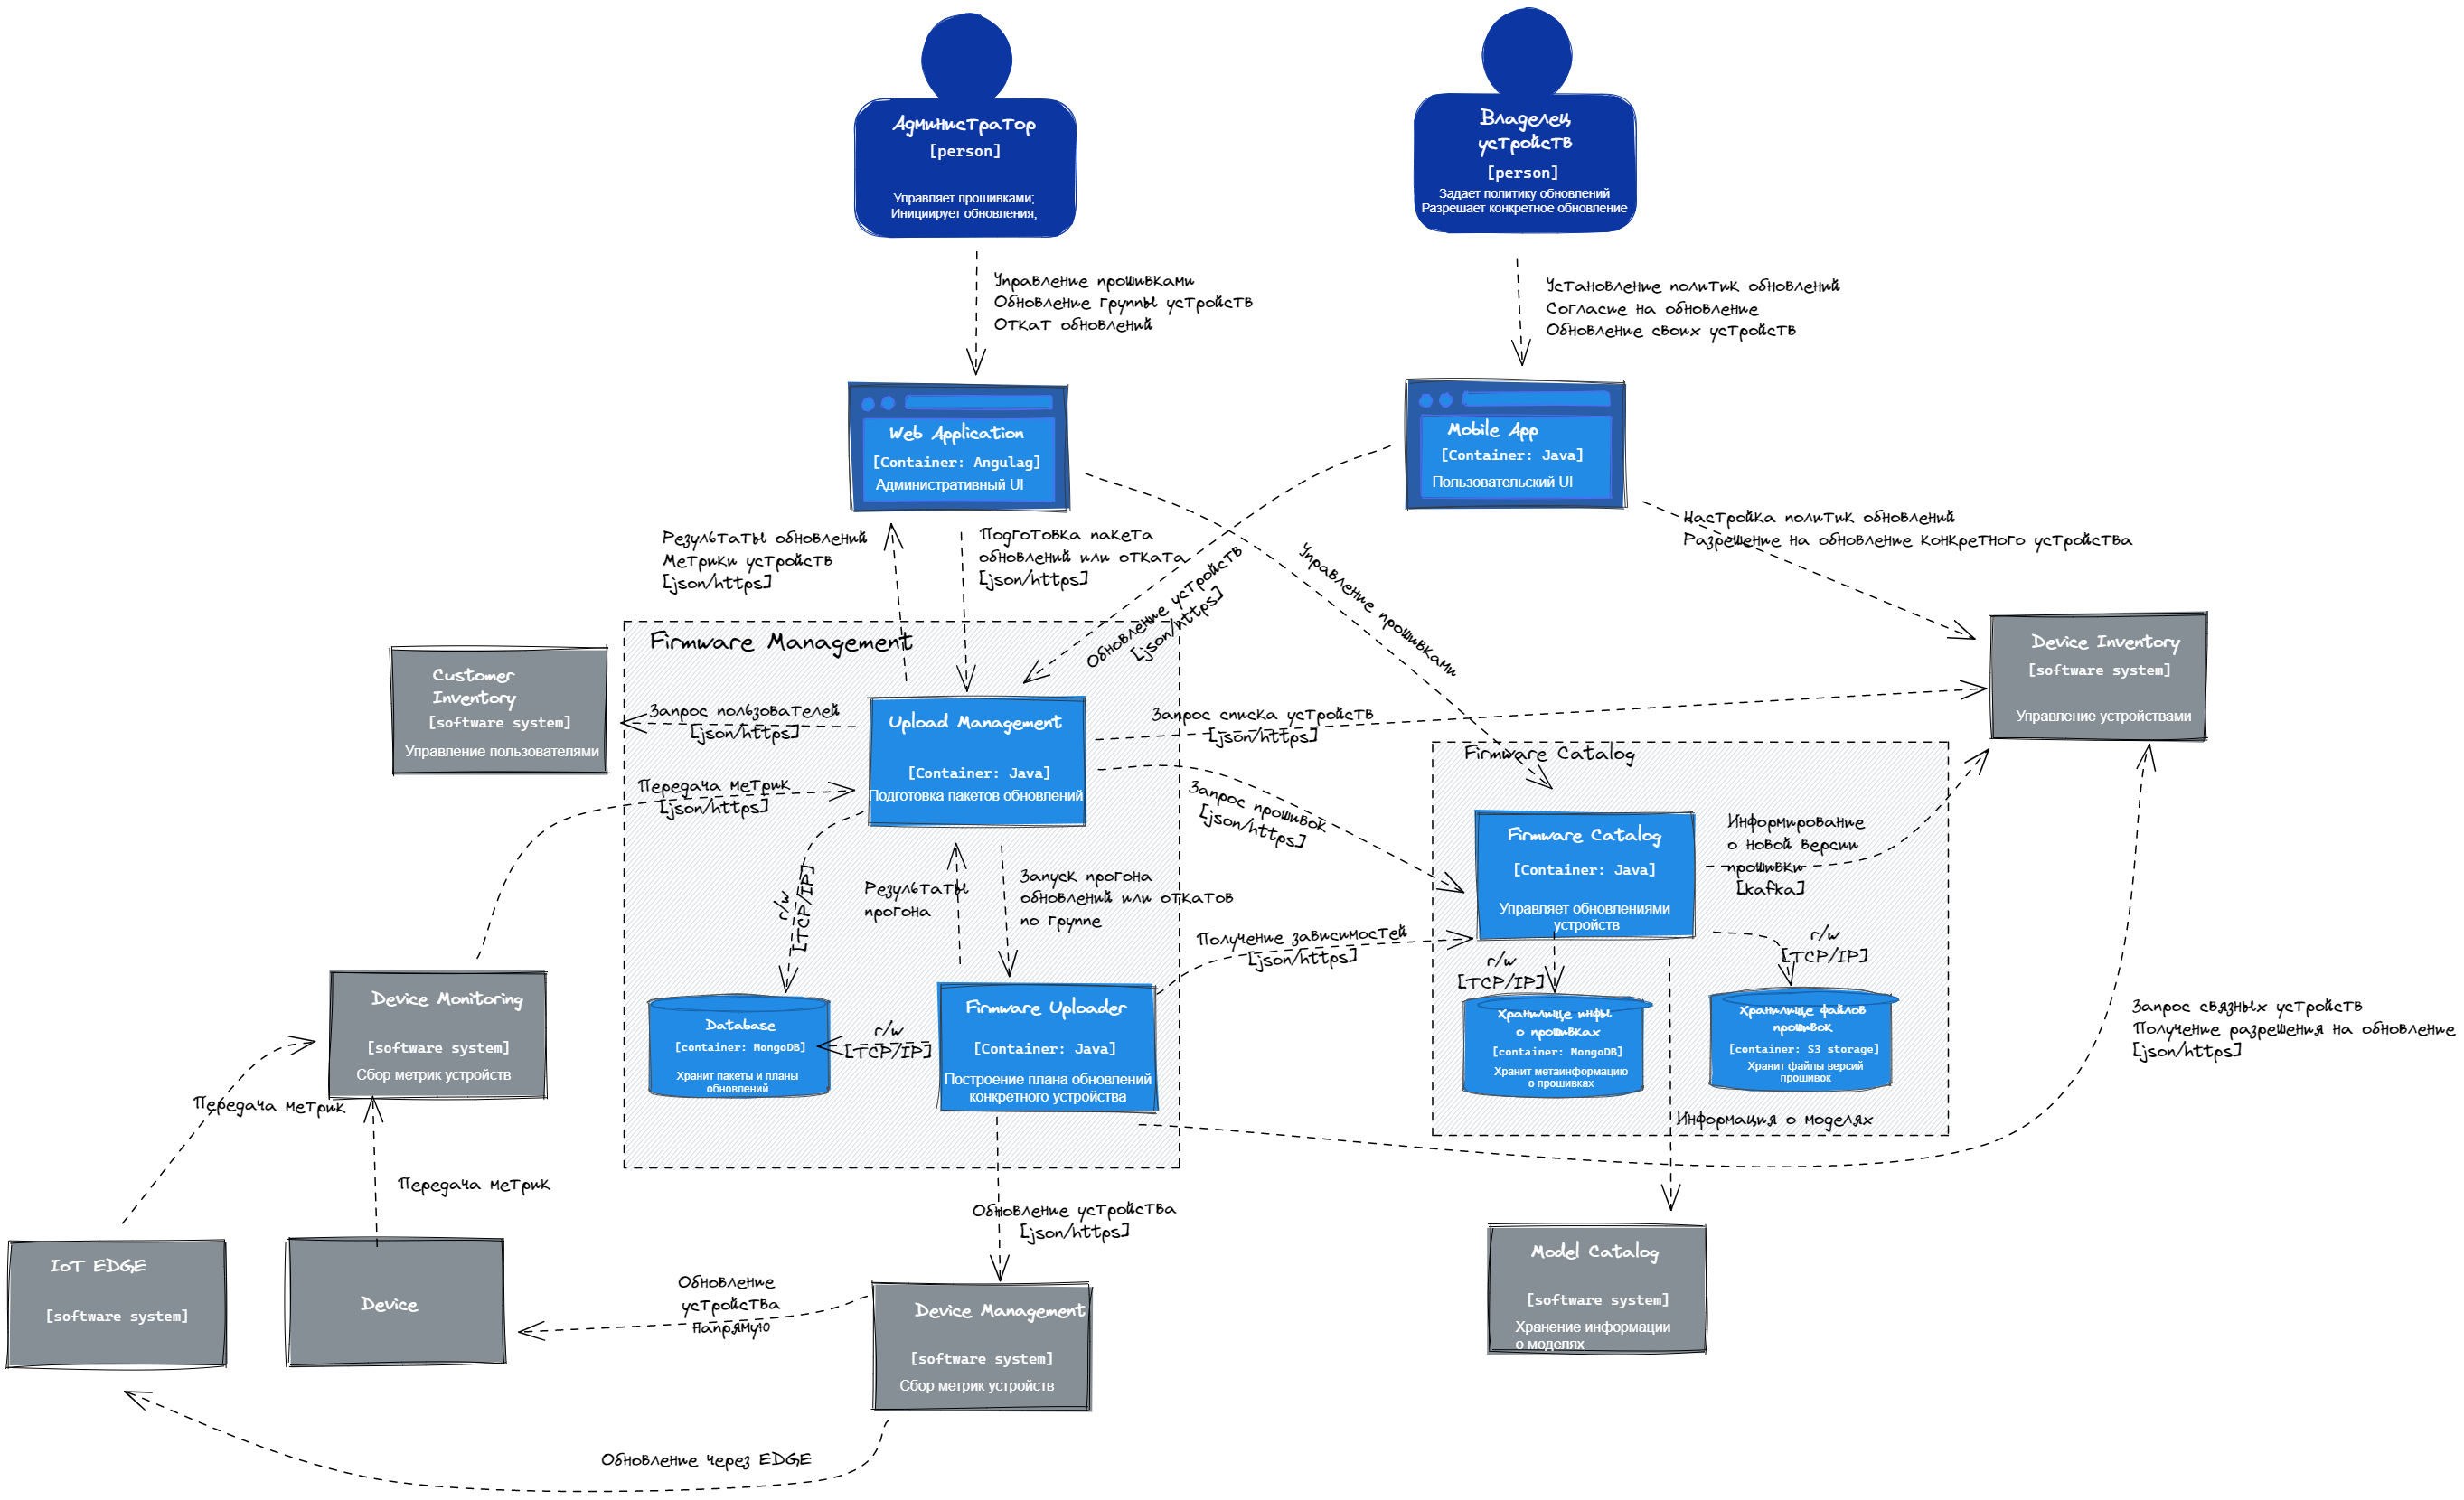 Администратор
[person]
Управляет прошивками;
Инициирует обновления;
Владелец
устройств
[person]
Задает политику обновлений
Разрешает конкретное обновление
Управление прошивками
Обновление группы устройств
Откат обновлений
Установление политик обновлений
Согласие на обновление
Обновление своих устройств
Web Application
[Container: Angulag]
Административный UI
Mobile App
[Container: Java]
Пользовательский UI
Результаты обновлений
Метрики устройств
[json/https]
Подготовка пакета
обновлений или отката
[json/https]
Обновление устройств
[json/https]
Управление прошивками
Настройка политик обновлений
Разрешение на обновление конкретного устройства
Firmware Management
Customer
Inventory
[software system]
Управление пользователями
Запрос пользователей
[json/https]
Upload Management
[Container: Java]
Подготовка пакетов обновлений
Запрос списка устройств
[json/https]
Device Inventory
[software system]
Управление устройствами
Передача метрик
[json/https]
Запрос прошивок
[json/https]
Firmware Catalog
Firmware Catalog
[Container: Java]
Управляет обновлениями
устройств
Информирование
о новой версии
прошивки
[kafka]
r/w
[TCP/IP]
Результаты
прогона
Запуск прогона
обновлений или откатов
по группе
Получение зависимостей
[json/https]
r/w
[TCP/IP]
r/w
[TCP/IP]
Device Monitoring
[software system]
Сбор метрик устройств
Database
[container: MongoDB]
Хранит пакеты и планы
обновлений
r/w
[TCP/IP]
Firmware Uploader
[Container: Java]
Построение плана обновлений
конкретного устройства
Хранилище инфы
о прошивках
[container: MongoDB]
Хранит метаинформацию
о прошивках
Хранилище файлов
прошивок
[container: S3 storage]
Хранит файлы версий
прошивок
Запрос связных устройств
Получение разрешения на обновление
[json/https]
Передача метрик
Информация о моделях
Передача метрик
Обновление устройства
[json/https]
IoT EDGE
[software system]
Device
Обновление
устройства
напрямую
Device Management
[software system]
Сбор метрик устройств
Model Catalog
[software system]
Хранение информации
о моделях
Обновление через EDGE